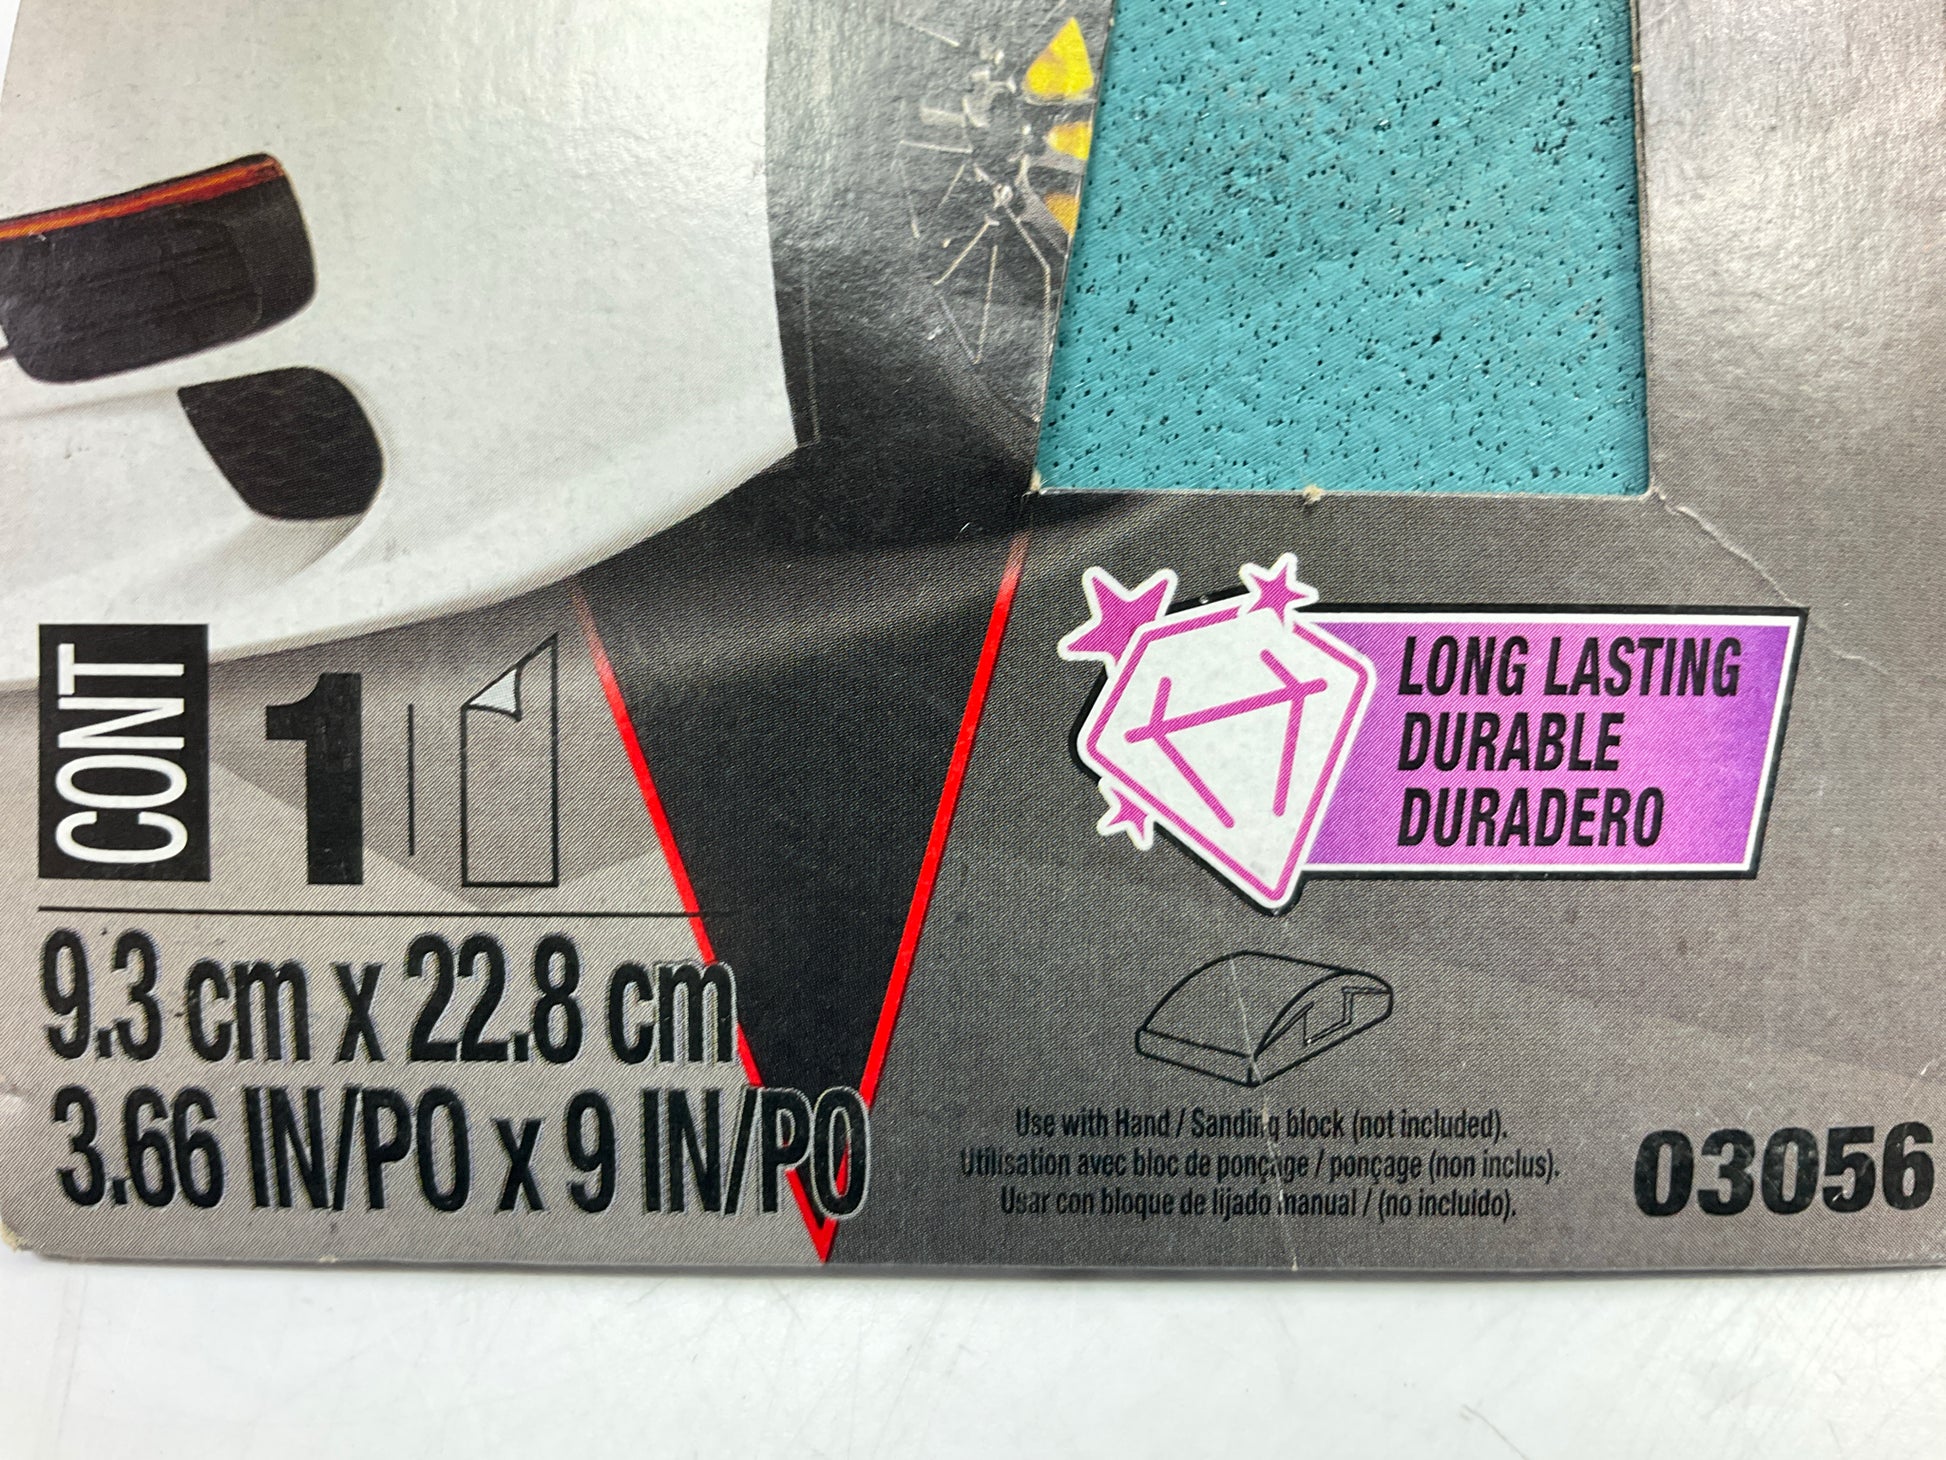 CONT
1
9.3 cm x 22.8 cm
3.66 IN/PO x 9 IN/PO
LONG LASTING
DURABLE
DURADERO
Use with Hand / Sanding block (not included).
Utilisation avec bloc de ponçage / ponçage (non inclus).
Usar con bloque de lijado manual / (no incluido).
03056